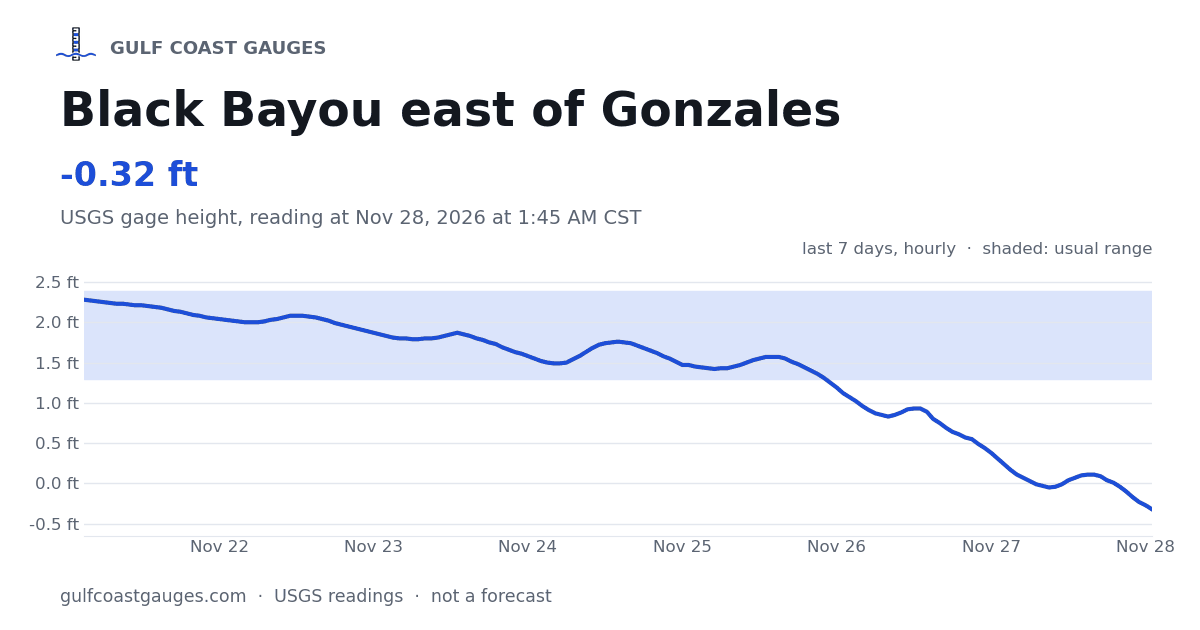 GULF COAST GAUGES
Black Bayou east of Gonzales
-0.32 ft
USGS gage height, reading at Nov 28, 2026 at 1:45 AM CST
last 7 days, hourly · shaded: usual range
2.5 ft
2.0 ft
1.5 ft
1.0 ft
0.5 ft
0.0 ft
-0.5 ft
Nov 22 Nov 23 Nov 24 Nov 25 Nov 26 Nov 27 Nov 28
gulfcoastgauges.com · USGS readings · not a forecast